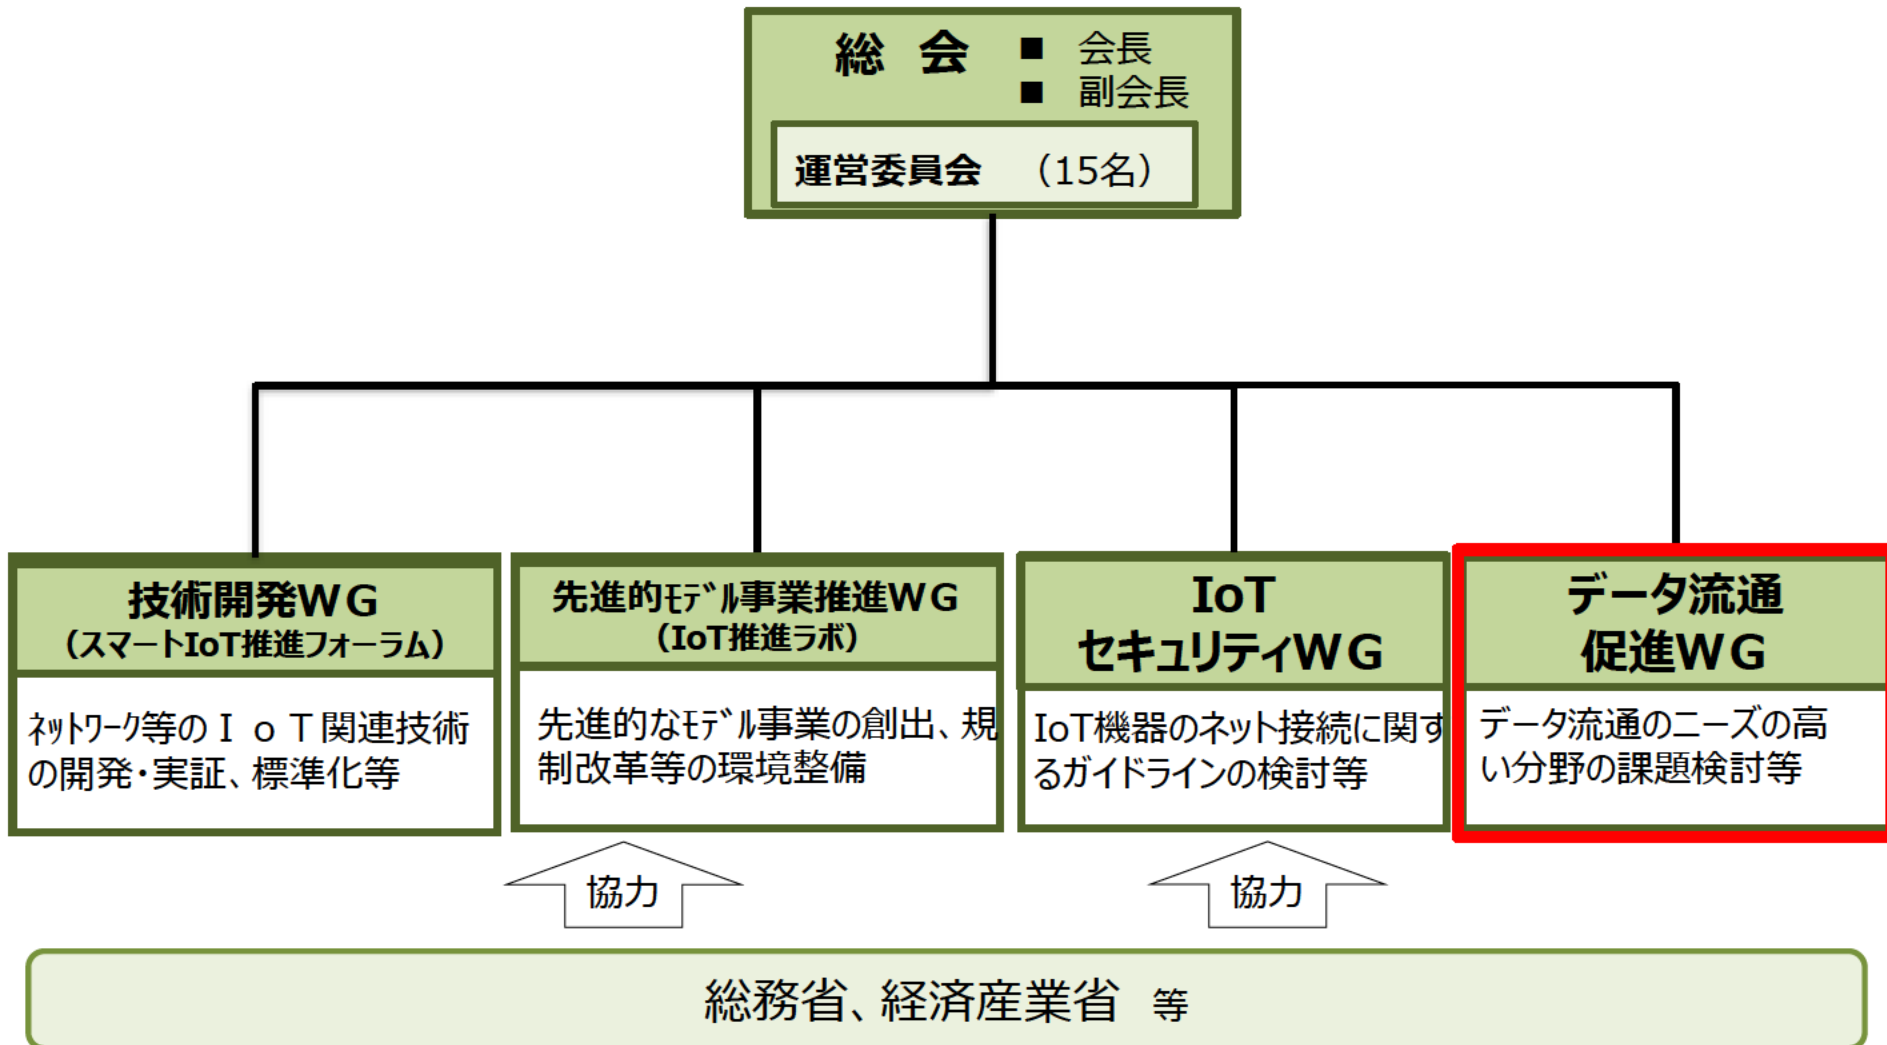 総 会 ■ 会長
■ 副会長
運営委員会 （15名）
技術開発ＷＧ
（スマートIoT推進フォーラム）
ﾈｯﾄﾜｰｸ等のＩｏＴ関連技術
の開発・実証、標準化等
先進的ﾓﾃﾞﾙ事業推進ＷＧ
（IoT推進ラボ）
先進的なﾓﾃﾞﾙ事業の創出、規
制改革等の環境整備
IoT
セキュリティＷＧ
IoT機器のネット接続に関す
るガイドラインの検討等
データ流通
促進ＷＧ
データ流通のニーズの高
い分野の課題検討等
協力
協力
総務省、経済産業省 等